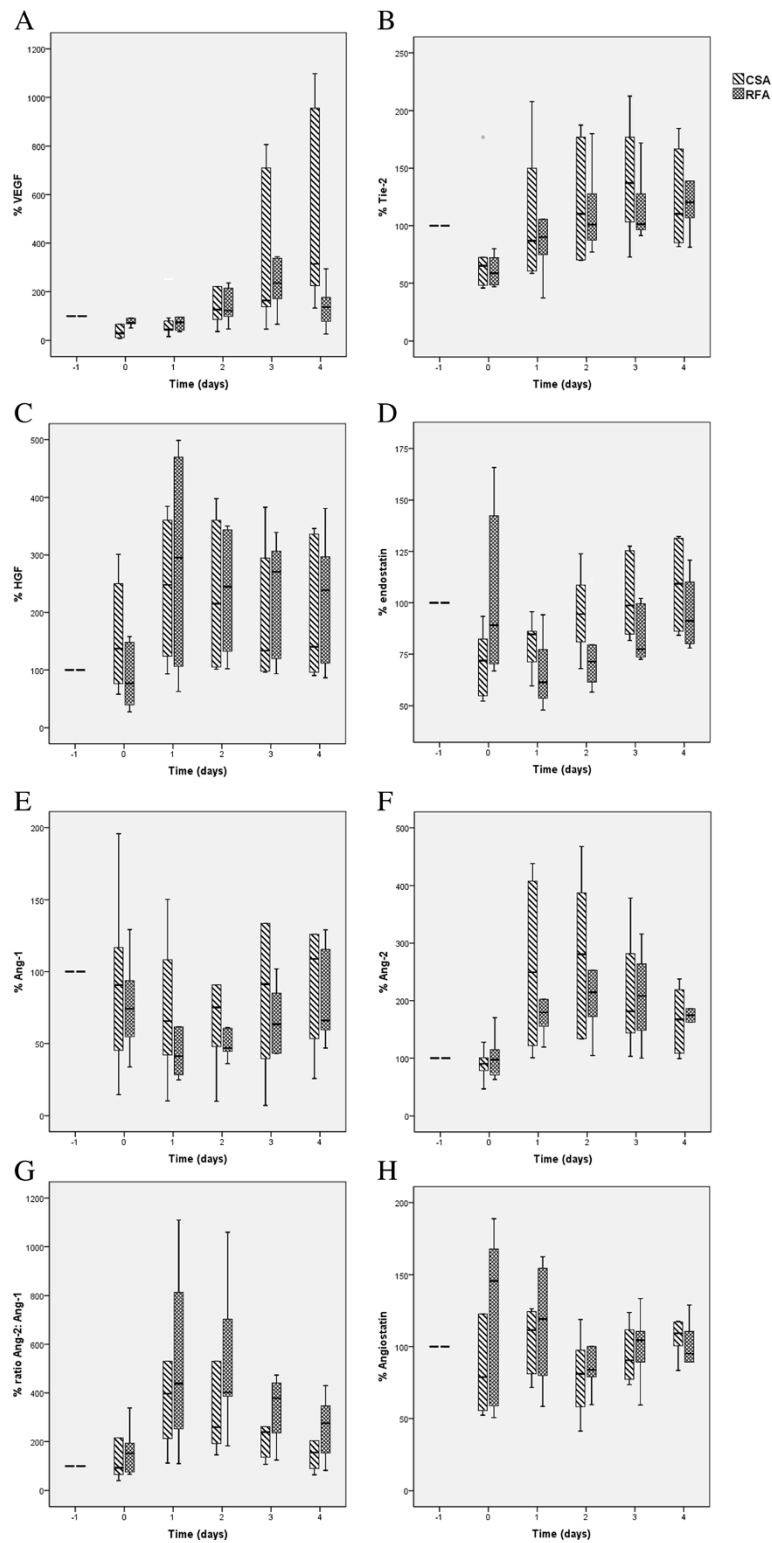 A
B
1200
1000
800
600
400
200
0
% VEGF
-1 0 1 2 3 4
Time (days)
250
200
150
100
50
0
% Tie-2
-1 0 1 2 3 4
Time (days)
CSA
RFA
C
D
500
400
300
200
100
0
% HGF
-1 0 1 2 3 4
Time (days)
175
150
125
100
75
50
% endostatin
-1 0 1 2 3 4
Time (days)
E
F
200
150
100
50
0
% Ang-1
-1 0 1 2 3 4
Time (days)
500
400
300
200
100
0
% Ang-2
-1 0 1 2 3 4
Time (days)
G
H
1200
1000
800
600
400
200
0
% ratio Ang-2: Ang-1
-1 0 1 2 3 4
Time (days)
200
150
100
50
0
% Angiostatin
-1 0 1 2 3 4
Time (days)